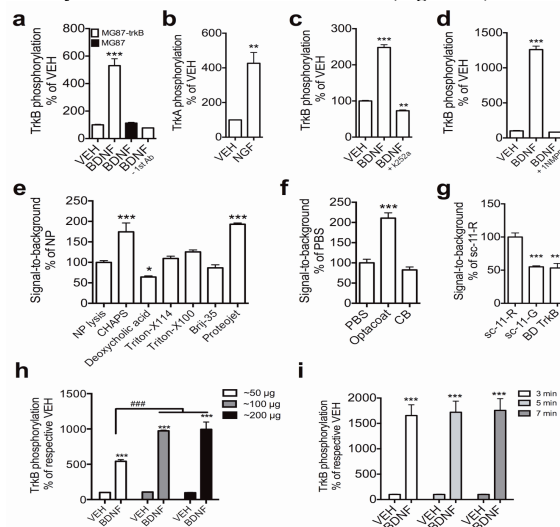 a
MG87-trkB
MG87
TrkB phosphorylation
% of VEH
600
400
200
0
***
VEH
BDNF
BDNF
BDNF
- 1st Ab
b
TrkA phosphorylation
% of VEH
600
400
200
0
**
VEH
NGF
c
TrkB phosphorylation
% of VEH
300
200
100
0
***
**
VEH
BDNF
BDNF
+ k252a
d
TrkB phosphorylation
% of VEH
1500
1000
500
0
***
VEH
BDNF
BDNF
e
Signal-to-background
% of NP
250
200
150
100
50
0
***
*
***
NP lysis
CHAPS
Deoxycholic acid
Triton-X114
Triton-X100
Brij-35
Proteojet
f
Signal-to-background
% of PBS
250
200
150
100
50
0
***
PBS
Optacoat
CB
g
Signal-to-background
% of sc-11-R
150
100
50
0
***
**
sc-11-R
sc-11-G
BD TrkB
h
TrkB phosphorylation
% of respective VEH
1500
1000
500
0
~50 µg
~100 µg
~200 µg
###
***
***
***
VEH
BDNF
VEH
BDNF
VEH
BDNF
i
TrkB phosphorylation
% of respective VEH
2000
1500
1000
500
0
3 min
5 min
7 min
***
***
***
VEH
BDNF
VEH
BDNF
VEH
BDNF